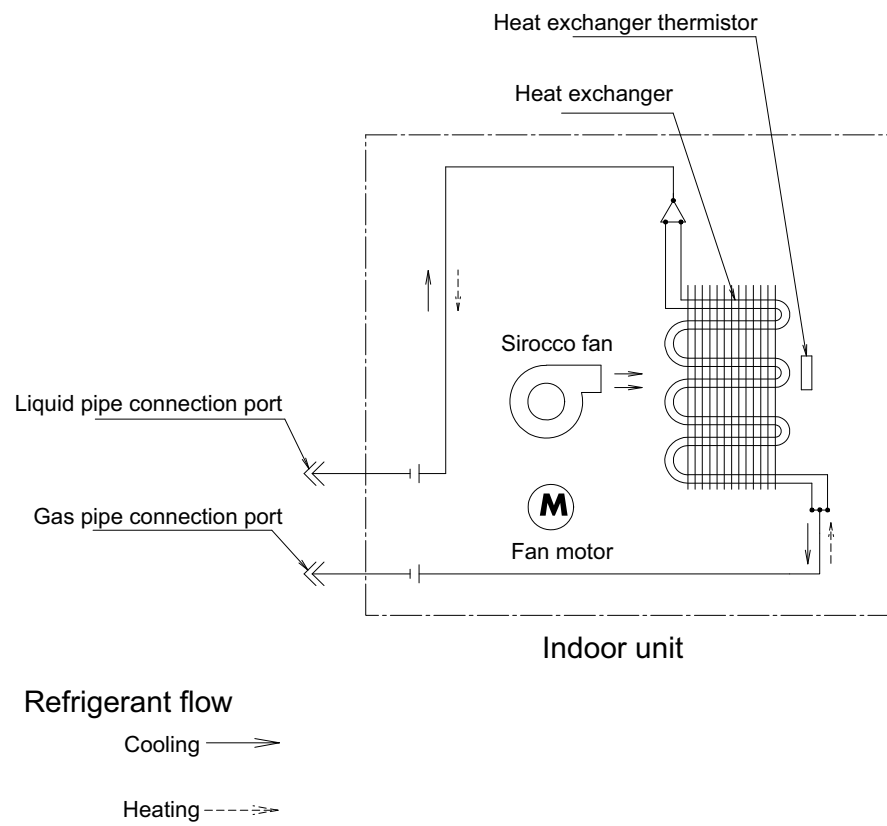 Heat exchanger thermistor
Heat exchanger
Sirocco fan
Liquid pipe connection port
Gas pipe connection port
M
Fan motor
Indoor unit
Refrigerant flow
Cooling
Heating